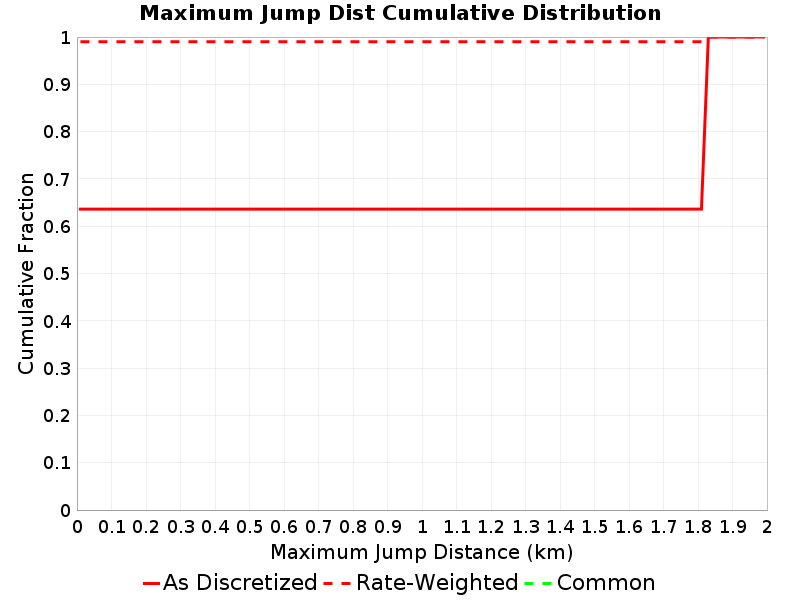 Maximum Jump Dist Cumulative Distribution
Cumulative Fraction
1
0.9
0.8
0.7
0.6
0.5
0.4
0.3
0.2
0.1
0
0 0.1 0.2 0.3 0.4 0.5 0.6 0.7 0.8 0.9 1 1.1 1.2 1.3 1.4 1.5 1.6 1.7 1.8 1.9 2
Maximum Jump Distance (km)
As Discretized Rate-Weighted Common